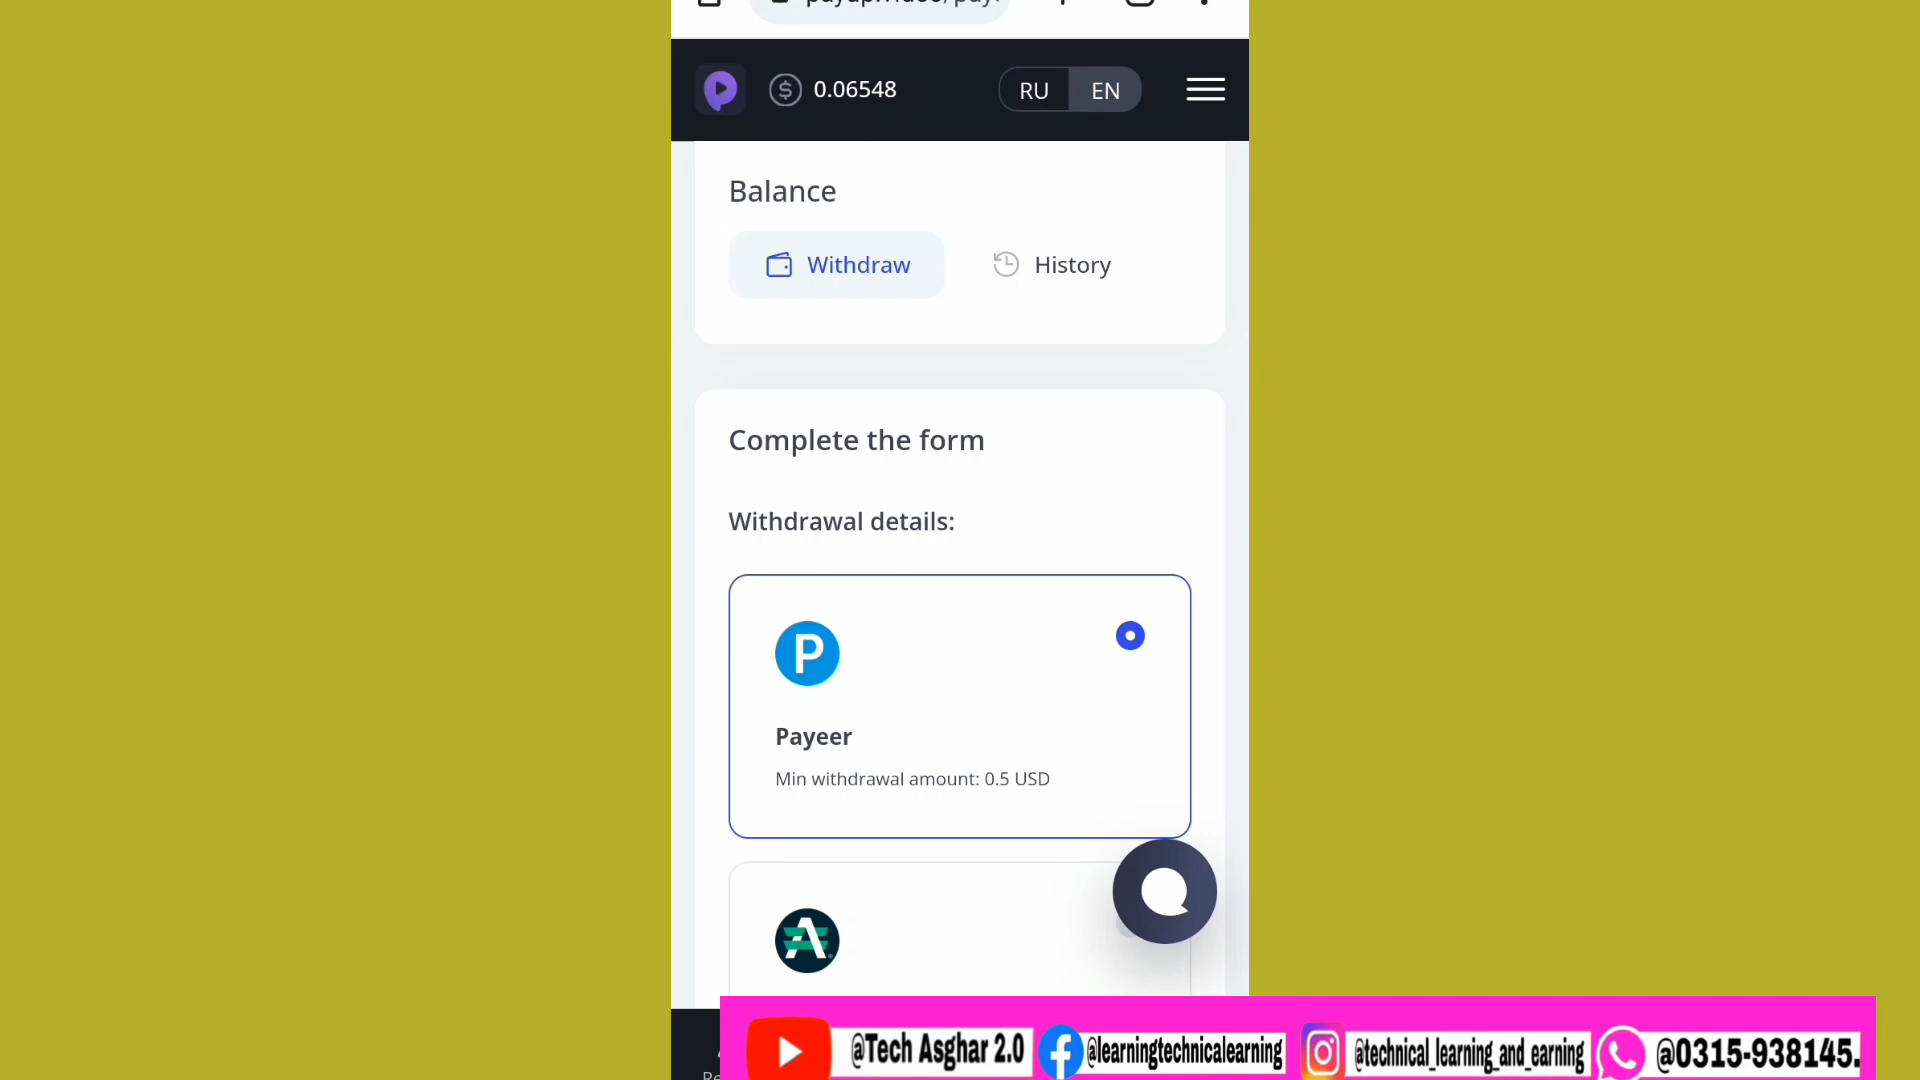 0.06548
RU EN
Balance
Withdraw
History
Complete the form
Withdrawal details:
P
Payeer
Min withdrawal amount: 0.5 USD
@Tech Asghar 2.0
@learningtechnicalearning
@technical_learning_and_earning
@0315-938145.